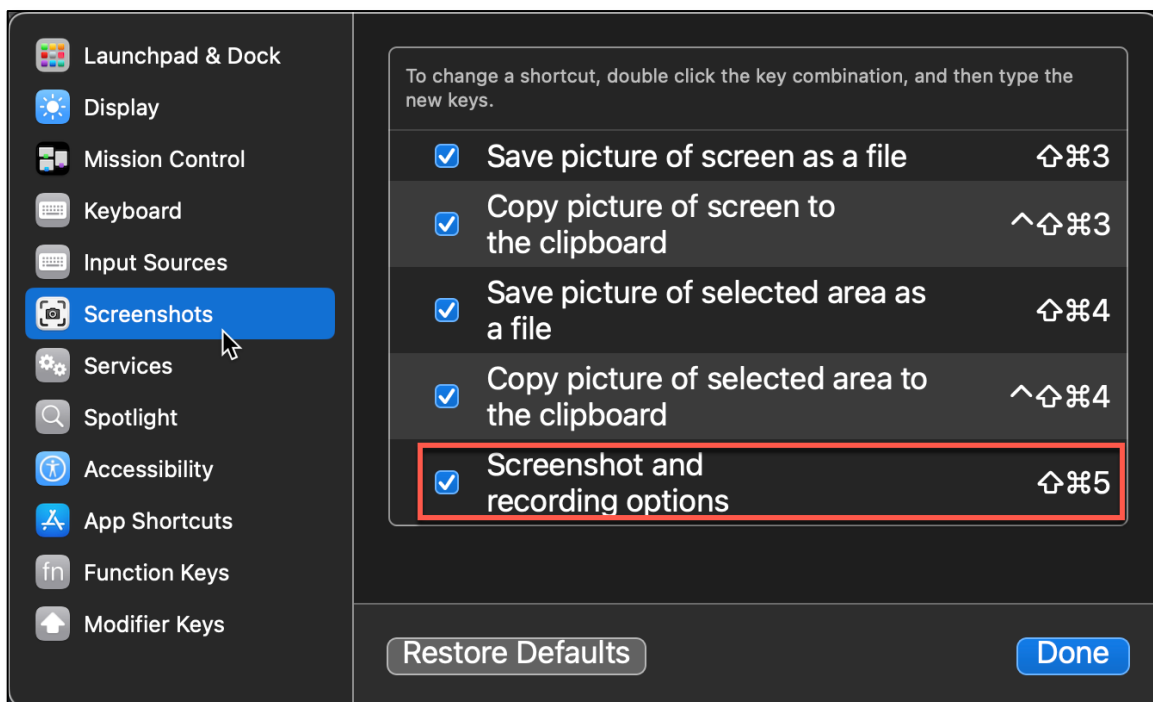 Launchpad & Dock
Display
Mission Control
Keyboard
Input Sources
Screenshots
Services
Spotlight
Accessibility
App Shortcuts
fn Function Keys
Modifier Keys
To change a shortcut, double click the key combination, and then type the
new keys.
Save picture of screen as a file ⇧⌘3
Copy picture of screen to
the clipboard ^⇧⌘3
Save picture of selected area as
a file ⇧⌘4
Copy picture of selected area to
the clipboard ^⇧⌘4
Screenshot and
recording options ⇧⌘5
Restore Defaults
Done